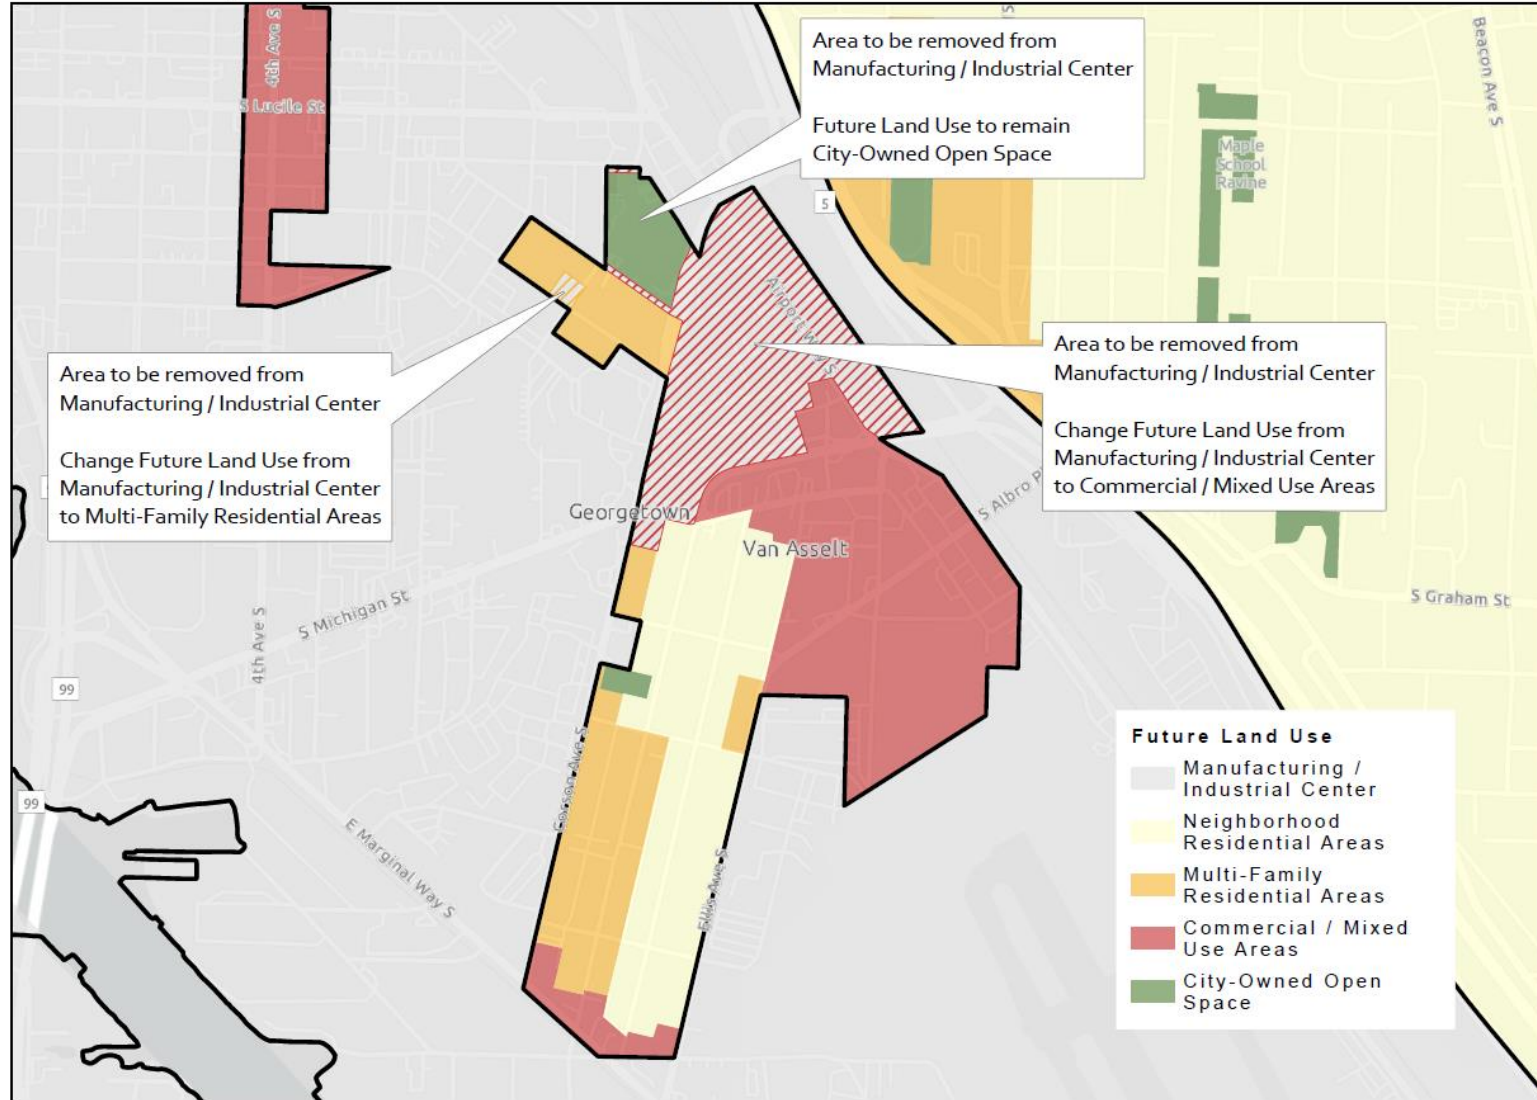 4th Ave S
S Lucile St
Area to be removed from
Manufacturing / Industrial Center
Future Land Use to remain
City-Owned Open Space
Beacon Ave S
Maple
School
Ravine
5
Airport Way S
Area to be removed from
Manufacturing / Industrial Center
Change Future Land Use from
Manufacturing / Industrial Center
to Multi-Family Residential Areas
Area to be removed from
Manufacturing / Industrial Center
Change Future Land Use from
Manufacturing / Industrial Center
to Commercial / Mixed Use Areas
S Albro
Georgetown
Van Asselt
S Michigan St
4th Ave S
S Graham St
99
99
Corson Ave S
E Marginal Way S
Ellis Ave S
Future Land Use
Manufacturing /
Industrial Center
Neighborhood
Residential Areas
Multi-Family
Residential Areas
Commercial / Mixed
Use Areas
City-Owned Open
Space